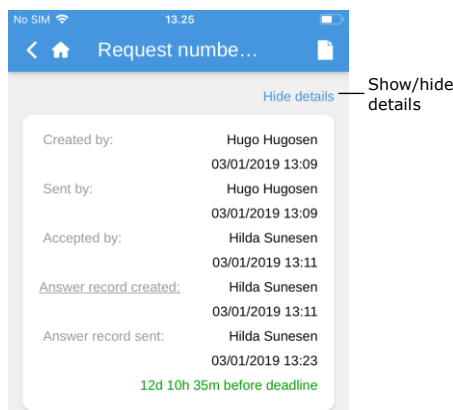 No SIM 13.25
Request numbe...
Hide details
Show/hide
details
Created by: Hugo Hugosen
03/01/2019 13:09
Sent by: Hugo Hugosen
03/01/2019 13:09
Accepted by: Hilda Sunesen
03/01/2019 13:11
Answer record created: Hilda Sunesen
03/01/2019 13:11
Answer record sent: Hilda Sunesen
03/01/2019 13:23
12d 10h 35m before deadline